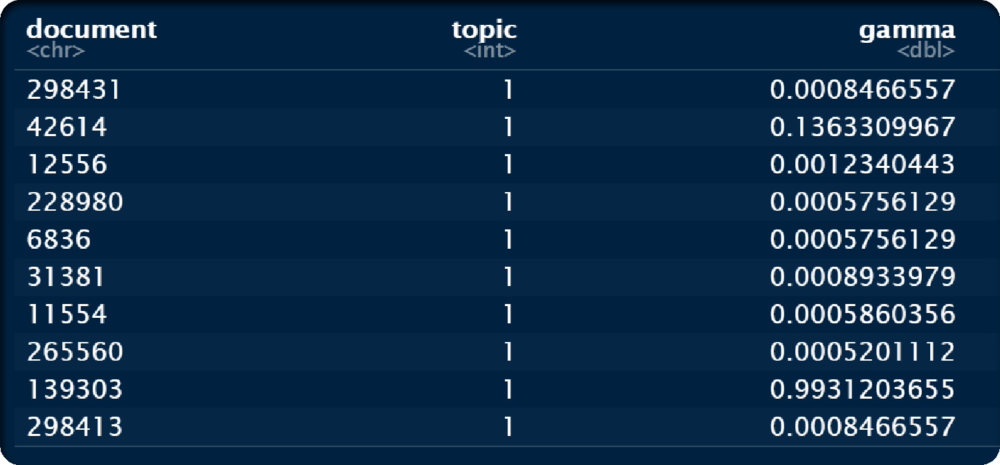 document topic gamma
<chr> <int> <dbl>
298431 1 0.0008466557
42614 1 0.1363309967
12556 1 0.0012340443
228980 1 0.0005756129
6836 1 0.0005756129
31381 1 0.0008933979
11554 1 0.0005860356
265560 1 0.0005201112
139303 1 0.9931203655
298413 1 0.0008466557